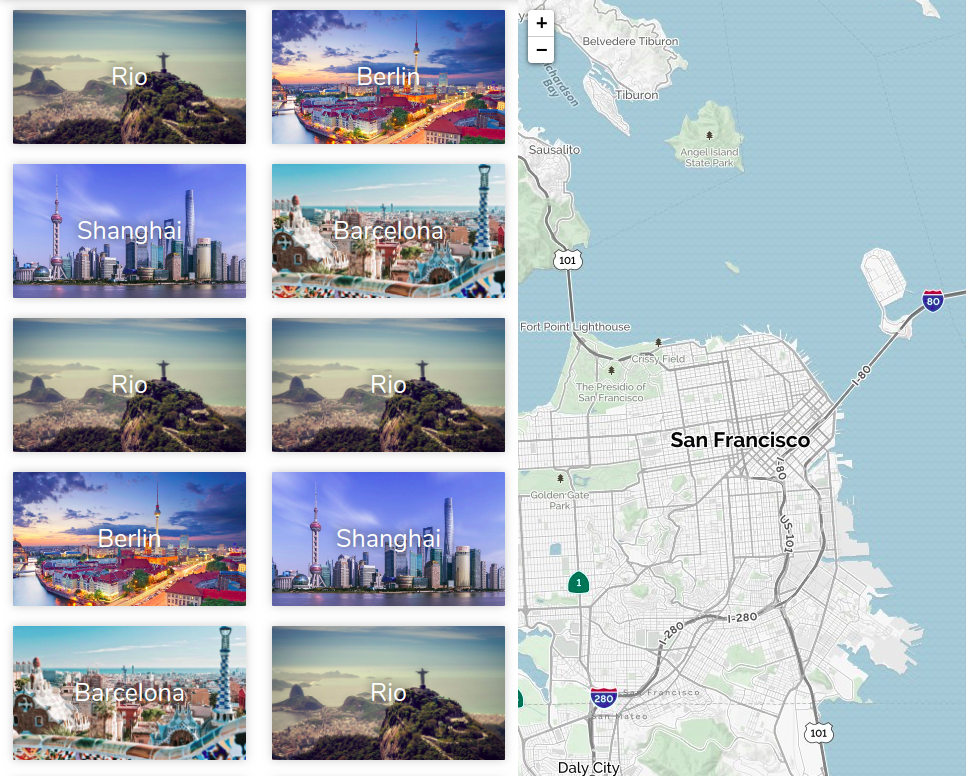 Rio
Berlin
Shanghai
Barcelona
Rio
Rio
Berlin
Shanghai
Barcelona
Rio
+
−
Belvedere Tiburon
chardson
Bay
Tiburon
Sausalito
Angel Island
State Park
101
80
Fort Point Lighthouse
Crissy Field
The Presidio of
San Francisco
I-80
San Francisco
I-80
Golden Gate
Park
US-101
1
I-280
I-280
280
San Francisco
San Mateo
101
Daly City